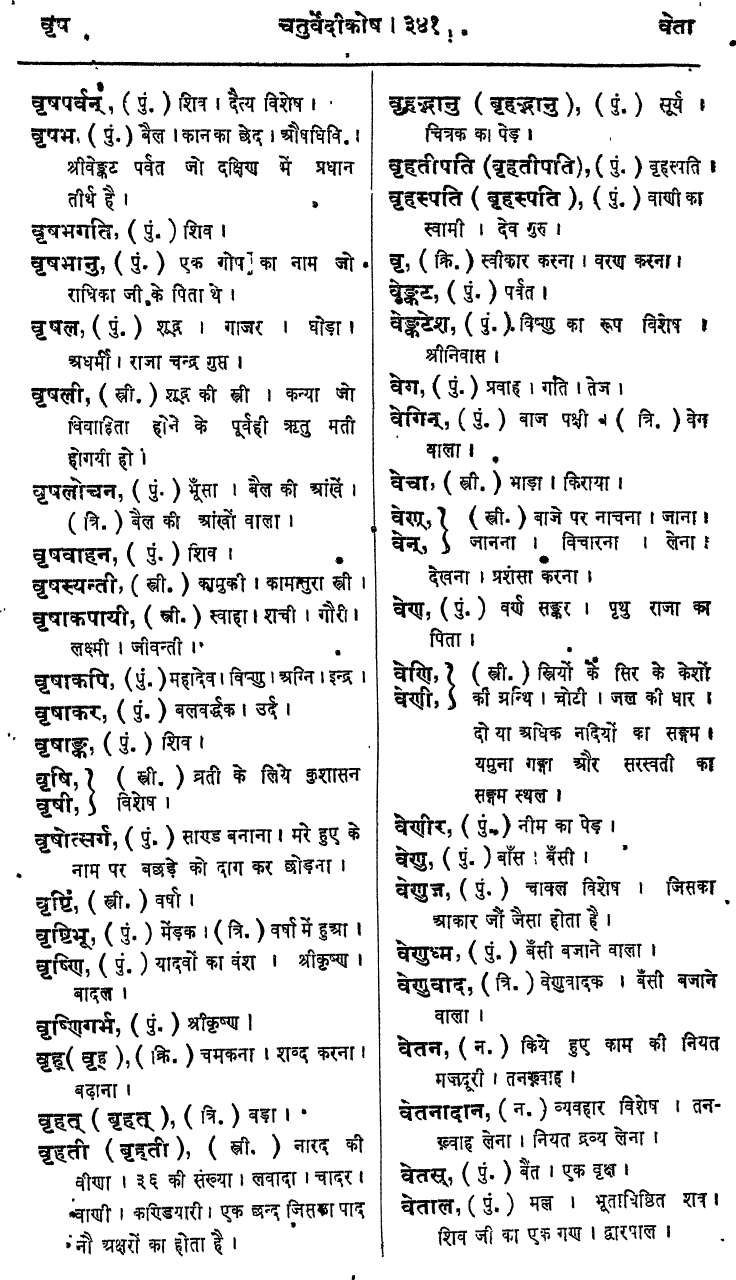 वृष
चतुर्वेदीकोष । ३४१
वेता
वृषपर्वन्, ( पुं. ) शिव । दैत्य विशेष ।
वृषभ, ( पुं. ) बैल । कान का छेद । औषधिवि. ।
श्रीवेङ्कट पर्वत जो दक्षिण में प्रधान
तीर्थ है ।
वृषभगति, ( पुं. ) शिव ।
वृषभानु, ( पुं. ) एक गोप का नाम जो
राधिका जी के पिता थे ।
वृषल, ( पुं. ) शूद्र । गाजर । घोड़ा ।
अधर्मी । राजा चन्द्र गुप्त ।
वृषली, ( स्त्री. ) शूद्र की स्त्री । कन्या जो
विवाहिता होने के पूर्वही ऋतु मती
होगयी हो ।
वृषलोचन, ( पुं. ) मूँसा । बैल की आंखें ।
( त्रि. ) बैल की आंखों वाला ।
वृषवाहन, ( पुं. ) शिव ।
वृषस्यन्ती, ( स्त्री. ) कामुकी । कामातुरा स्त्री ।
वृषाकपायी, ( स्त्री. ) स्वाहा । शची । गौरी ।
लक्ष्मी । जीवन्ती ।
वृषाकपि, ( पुं. ) महादेव । विष्णु । अग्नि । इन्द्र ।
वृषाकर, ( पुं. ) बलवर्द्धक । उर्द ।
वृषाङ्क, ( पुं. ) शिव ।
वृषि, } ( स्त्री. ) व्रती के लिये कुशासन
वृषी, } विशेष ।
वृषोत्सर्ग, ( पुं. ) साण्ड बनाना । मरे हुए के
नाम पर बछड़े को दाग कर छोड़ना ।
वृष्टि, ( स्त्री. ) वर्षा ।
वृष्टिभू, ( पुं. ) मेंड़क । ( त्रि. ) वर्षा में हुआ ।
वृष्णि, ( पुं. ) यादवों का वंश । श्रीकृष्ण ।
बादल ।
वृष्णिगर्भ, ( पुं. ) श्रीकृष्ण ।
वृह् ( वृह् ), ( क्रि. ) चमकना । शब्द करना ।
बढ़ाना ।
वृहत् ( बृहत् ), ( त्रि. ) बड़ा ।
वृहती ( बृहती ), ( स्त्री. ) नारद की
वीणा । ३६ की संख्या । लवादा । चादर ।
वाणी । कण्डियारी । एक छन्द जिसका पाद
नौ अक्षरों का होता है ।
वृहद्भानु ( बृहद्भानु ), ( पुं. ) सूर्य ।
चित्रक का पेड़ ।
वृहतीपति (बृहतीपति), ( पुं. ) बृहस्पति ।
वृहस्पति ( बृहस्पति ), ( पुं. ) वाणी का
स्वामी । देव गुरु ।
वॄ, ( क्रि. ) स्वीकार करना । वरण करना ।
वेङ्कट, ( पुं. ) पर्वत ।
वेङ्कटेश, ( पुं. ) विष्णु का रूप विशेष ।
श्रीनिवास ।
वेग, ( पुं. ) प्रवाह । गति । तेज ।
वेगिन्, ( पुं. ) बाज पक्षी । ( त्रि. ) वेग
वाला ।
वेचा, ( स्त्री. ) भाड़ा । किराया ।
वेण्, } ( स्त्री. ) बाजे पर नाचना । जाना ।
वेन्, } जानना । विचारना । लेना ।
देखना । प्रशंसा करना ।
वेण, ( पुं. ) वर्ण सङ्कर । पृथु राजा का
पिता ।
वेणि, } ( स्त्री. ) स्त्रियों के सिर के केशों
वेणी, } की ग्रन्थि । चोटी । जल की धार ।
दो या अधिक नदियों का सङ्गम ।
यमुना गङ्गा और सरस्वती का
सङ्गम स्थल ।
वेणीर, ( पुं. ) नीम का पेड़ ।
वेणु, ( पुं. ) बाँस । बँसी ।
वेणुज, ( पुं. ) चावल विशेष । जिसका
आकार जौं जैसा होता है ।
वेणुध्म, ( पुं. ) बँसी बजाने वाला ।
वेणुवाद, ( त्रि. ) वेणुवादक । बँसी बजाने
वाला ।
वेतन, ( न. ) किये हुए काम की नियत
मजदूरी । तनख्वाह ।
वेतनादान, ( न. ) व्यवहार विशेष । तन-
ख्वाह लेना । नियत द्रव्य लेना ।
वेतस्, ( पुं. ) बैंत । एक वृक्ष ।
वेताल, ( पुं. ) मल्ल । भूताधिष्ठित शव ।
शिव जी का एक गण । द्वारपाल ।